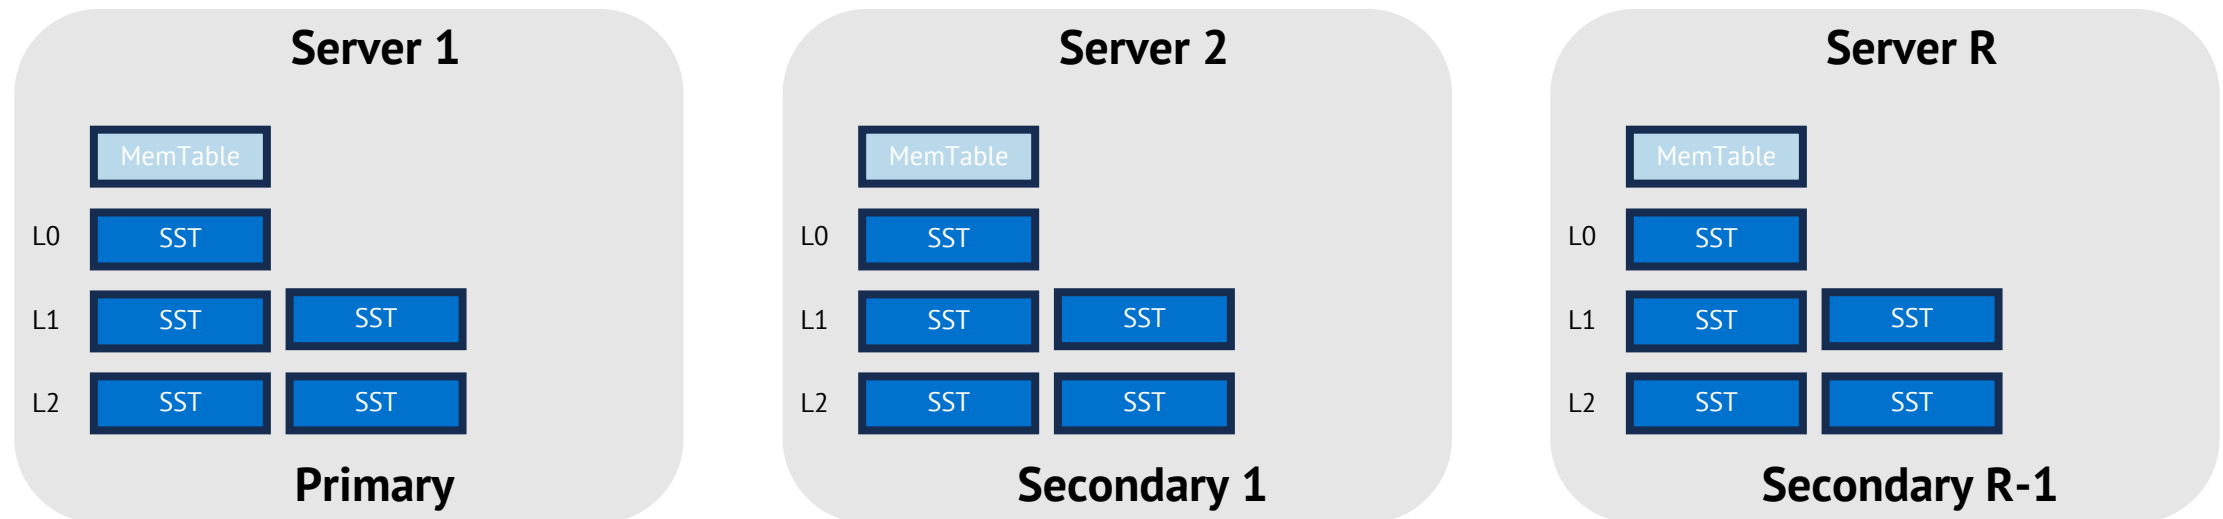 Server 1
MemTable
L0 SST
L1 SST SST
L2 SST SST
Primary
Server 2
MemTable
L0 SST
L1 SST SST
L2 SST SST
Secondary 1
Server R
MemTable
L0 SST
L1 SST SST
L2 SST SST
Secondary R-1